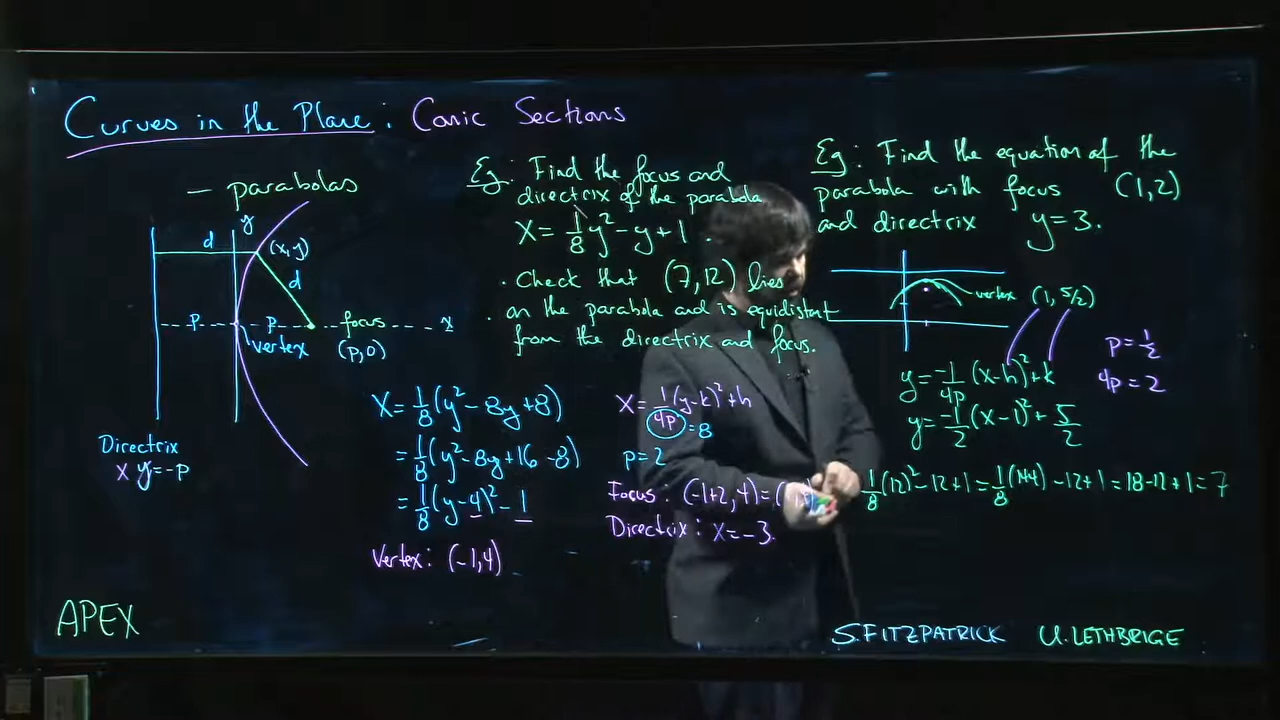 Curves in the Plane: Conic Sections
— parabolas
y
d
(x,y)
d
P
P
focus
x
vertex
(p,0)
Directrix
x y=-p
APEX
Eg: Find the focus and
directrix of the parabola
X = 1/8 y² - y + 1.
· Check that (7,12) lies
· on the parabola and is equidistant
from the directrix and focus.
X = 1/8(y² - 8y + 8)
= 1/8(y² - 8y + 16 - 8)
= 1/8(y - 4)² - 1
Vertex: (-1,4)
X = 1/4p (y-k)² + h
= 8
p = 2
Focus: (-1+2, 4) = (
Directrix: x = -3.
Eg: Find the equation of the
parabola with focus (1,2)
and directrix y = 3.
vertex (1, 5/2)
p = 1/2
4p = 2
y = -1/4p (x-h)² + k
y = -1/2 (x-1)² + 5/2
1/8(12)² - 12 + 1 = 1/8(144) - 12 + 1 = 18 - 12 + 1 = 7
S. FITZPATRICK U. LETHBRIGE